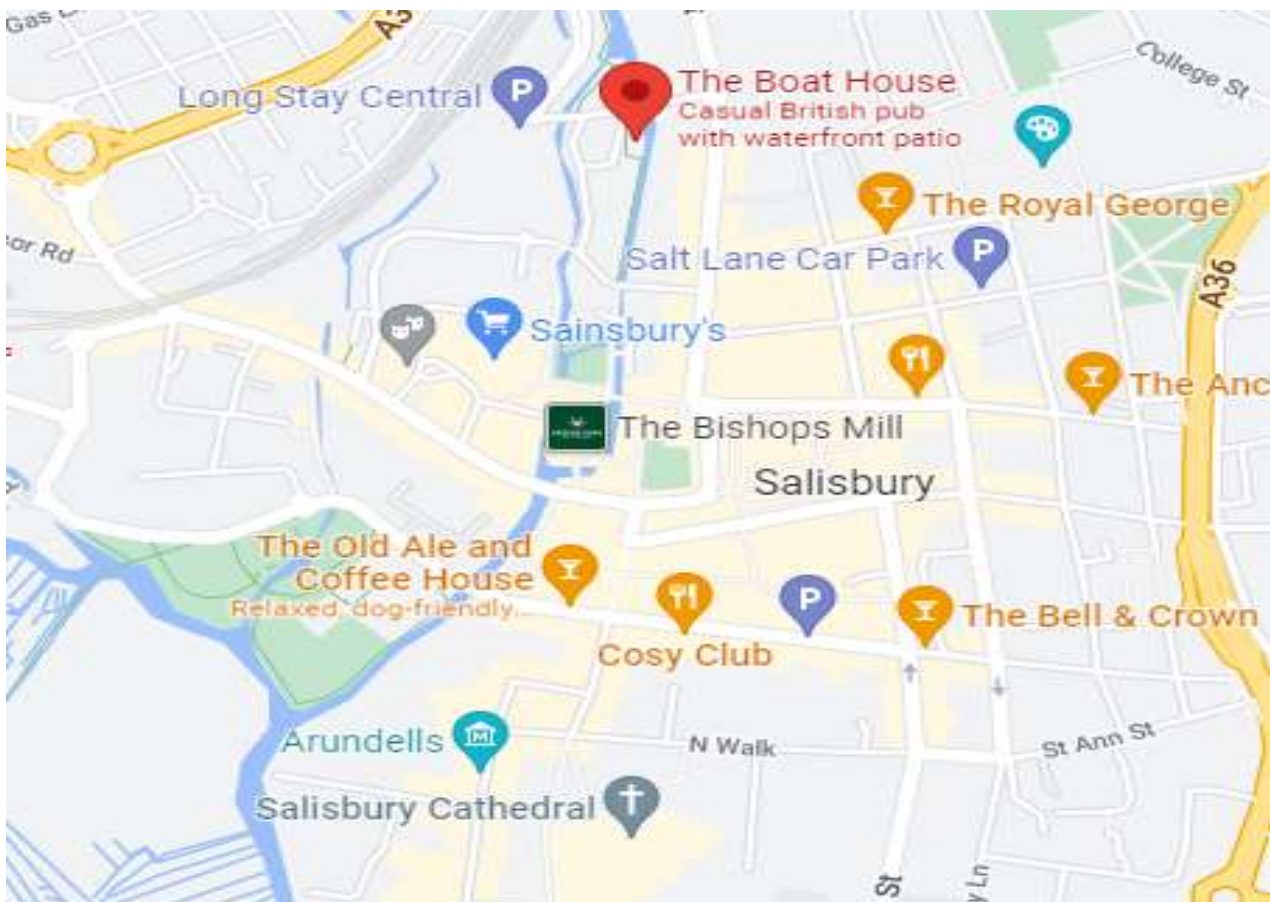 A3
Long Stay Central
P
The Boat House
Casual British pub
with waterfront patio
College St
The Royal George
Salt Lane Car Park
P
Rd
A36
Sainsbury's
The Anc
The Bishops Mill
Salisbury
The Old Ale and
Coffee House
Relaxed, dog-friendly...
Cosy Club
P
The Bell & Crown
Arundells
N Walk
St Ann St
Salisbury Cathedral
St
y Ln